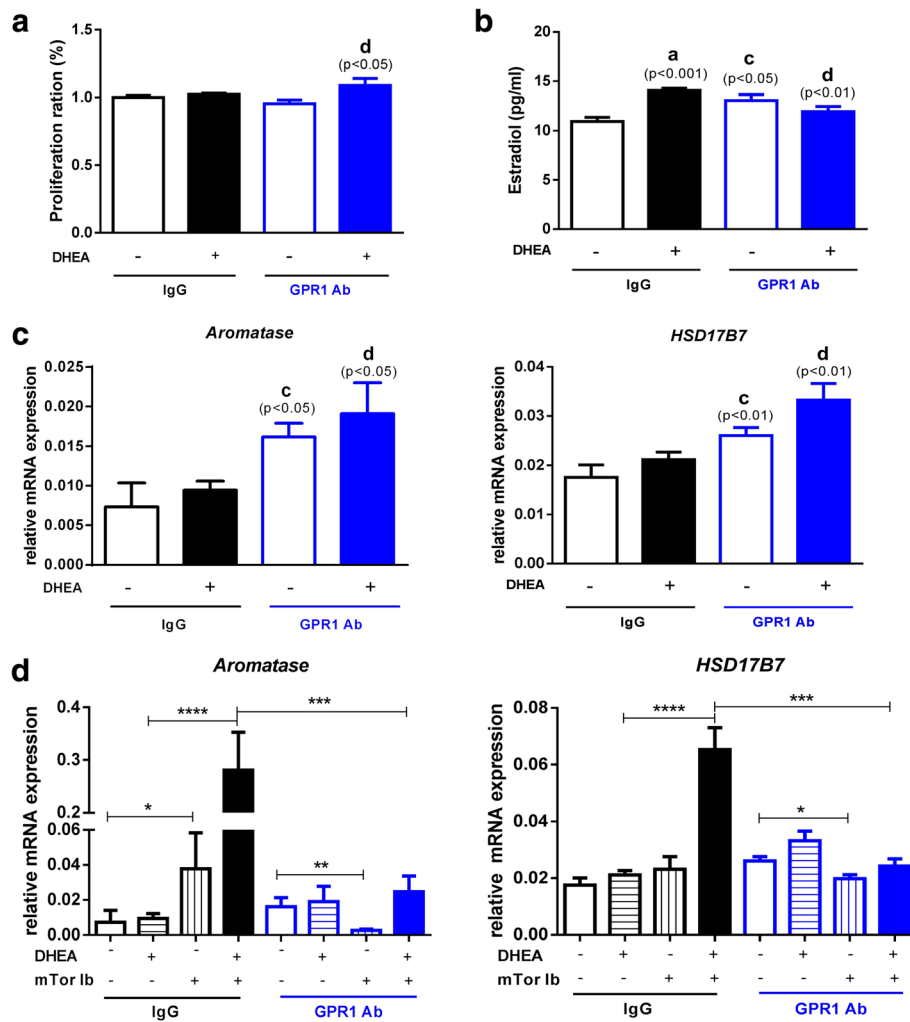 a
Proliferation ration (%)
1.5
1.0
0.5
0.0
d
(p<0.05)
DHEA - + - +
IgG GPR1 Ab
b
Estradiol (pg/ml)
20
15
10
5
0
a
(p<0.001)
c
(p<0.05)
d
(p<0.01)
DHEA - + - +
IgG GPR1 Ab
c
Aromatase
relative mRNA expression
0.025
0.020
0.015
0.010
0.005
0.000
c
(p<0.05)
d
(p<0.05)
DHEA - + - +
IgG GPR1 Ab
HSD17B7
relative mRNA expression
0.04
0.03
0.02
0.01
0.00
c
(p<0.01)
d
(p<0.01)
DHEA - + - +
IgG GPR1 Ab
d
Aromatase
relative mRNA expression
0.4
0.3
0.2
0.06
0.04
0.02
0.00
**** ***
*
**
DHEA - + - + - + - +
mTor Ib - - + + - - + +
IgG GPR1 Ab
HSD17B7
relative mRNA expression
0.08
0.06
0.04
0.02
0.00
**** ***
*
DHEA - + - + - + - +
mTor Ib - - + + - - + +
IgG GPR1 Ab